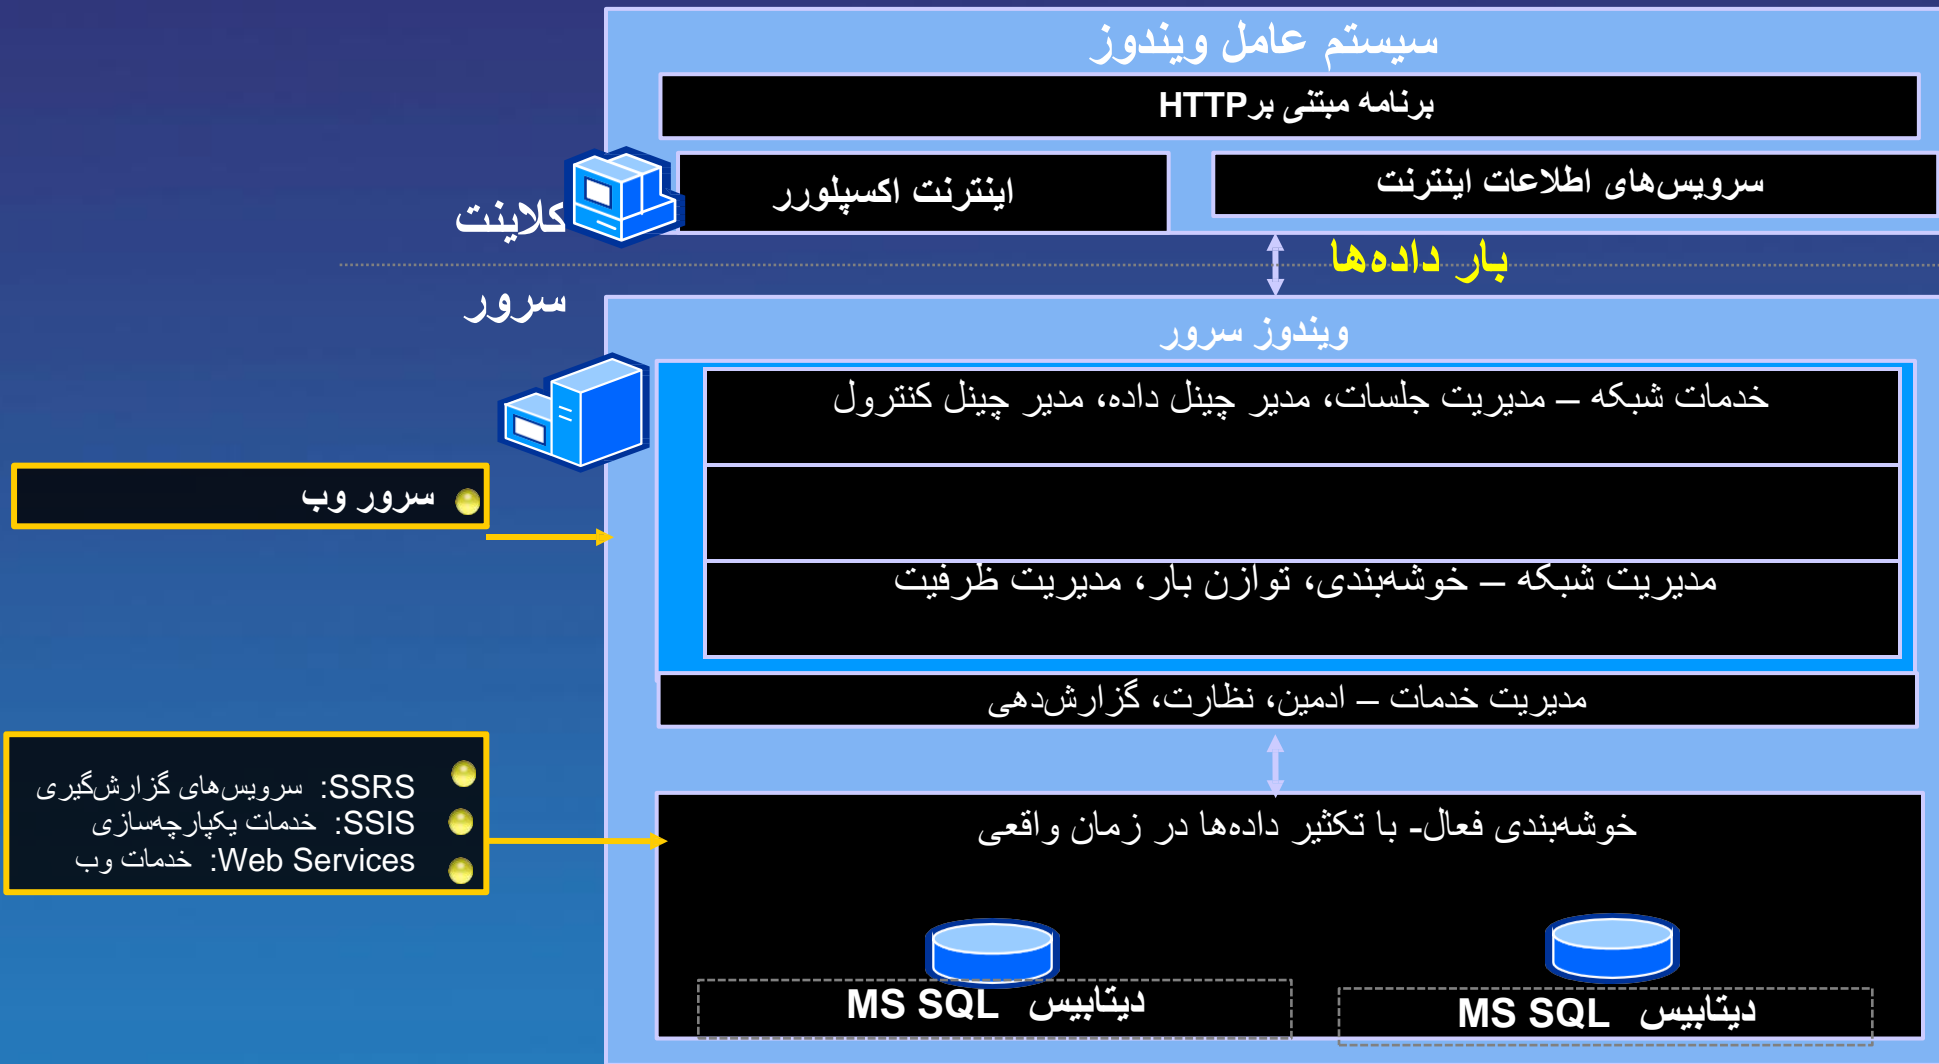 سیستم عامل ویندوز
برنامه مبتنی برHTTP
سرویس‌های اطلاعات اینترنت
اینترنت اکسپلورر
کلاینت
بار داده‌ها
سرور
ویندوز سرور
خدمات شبکه – مدیریت جلسات، مدیر چینل داده، مدیر چینل کنترول
سرور وب
مدیریت شبکه – خوشه‌بندی، توازن بار، مدیریت ظرفیت
مدیریت خدمات – ادمین، نظارت، گزارش‌دهی
SSRS: سرویس‌های گزارش‌گیری
SSIS: خدمات یکپارچه‌سازی
Web Services: خدمات وب
خوشه‌بندی فعال- با تکثیر داده‌ها در زمان واقعی
دیتابیس MS SQL
دیتابیس MS SQL